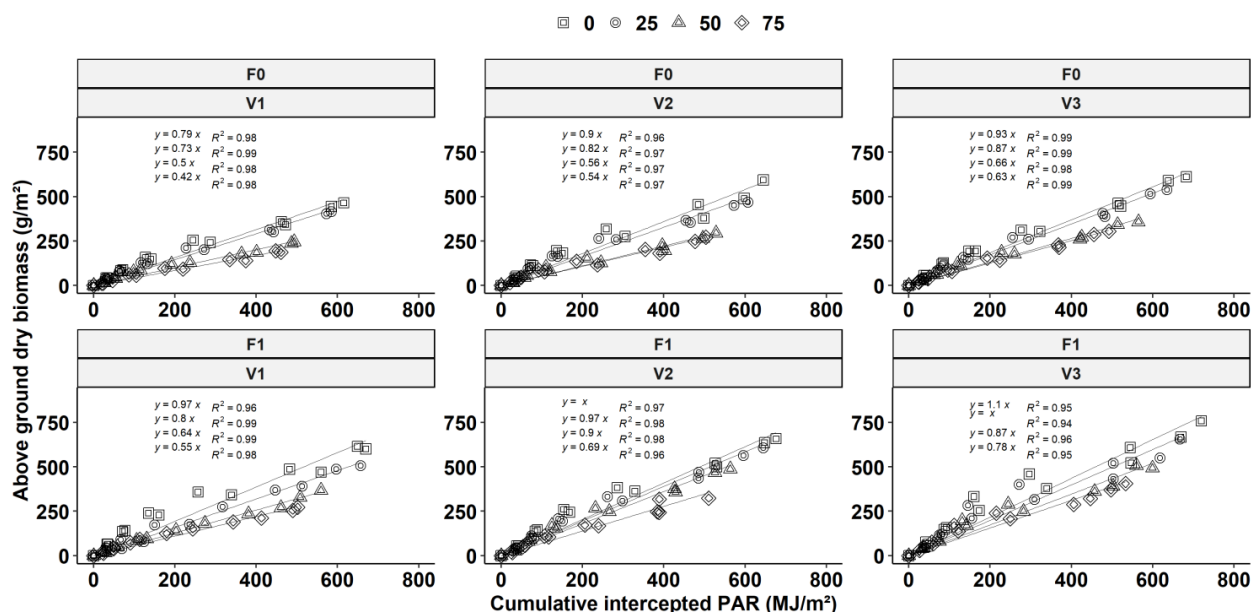 0 25 50 75
F0 F0 F0
V1 V2 V3
y = 0.79 x R² = 0.98
y = 0.73 x R² = 0.99
y = 0.5 x R² = 0.98
y = 0.42 x R² = 0.98
y = 0.9 x R² = 0.96
y = 0.82 x R² = 0.97
y = 0.56 x R² = 0.97
y = 0.54 x R² = 0.97
y = 0.93 x R² = 0.99
y = 0.87 x R² = 0.99
y = 0.66 x R² = 0.98
y = 0.63 x R² = 0.99
750
500
250
0
0 200 400 600 800
750
500
250
0
0 200 400 600 800
750
500
250
0
0 200 400 600 800
F1 F1 F1
V1 V2 V3
y = 0.97 x R² = 0.96
y = 0.8 x R² = 0.99
y = 0.64 x R² = 0.99
y = 0.55 x R² = 0.98
y = x R² = 0.97
y = 0.97 x R² = 0.98
y = 0.9 x R² = 0.98
y = 0.69 x R² = 0.96
y = 1.1 x R² = 0.95
y = x R² = 0.94
y = 0.87 x R² = 0.96
y = 0.78 x R² = 0.95
750
500
250
0
0 200 400 600 800
750
500
250
0
0 200 400 600 800
750
500
250
0
0 200 400 600 800
Above ground dry biomass (g/m²)
Cumulative intercepted PAR (MJ/m²)